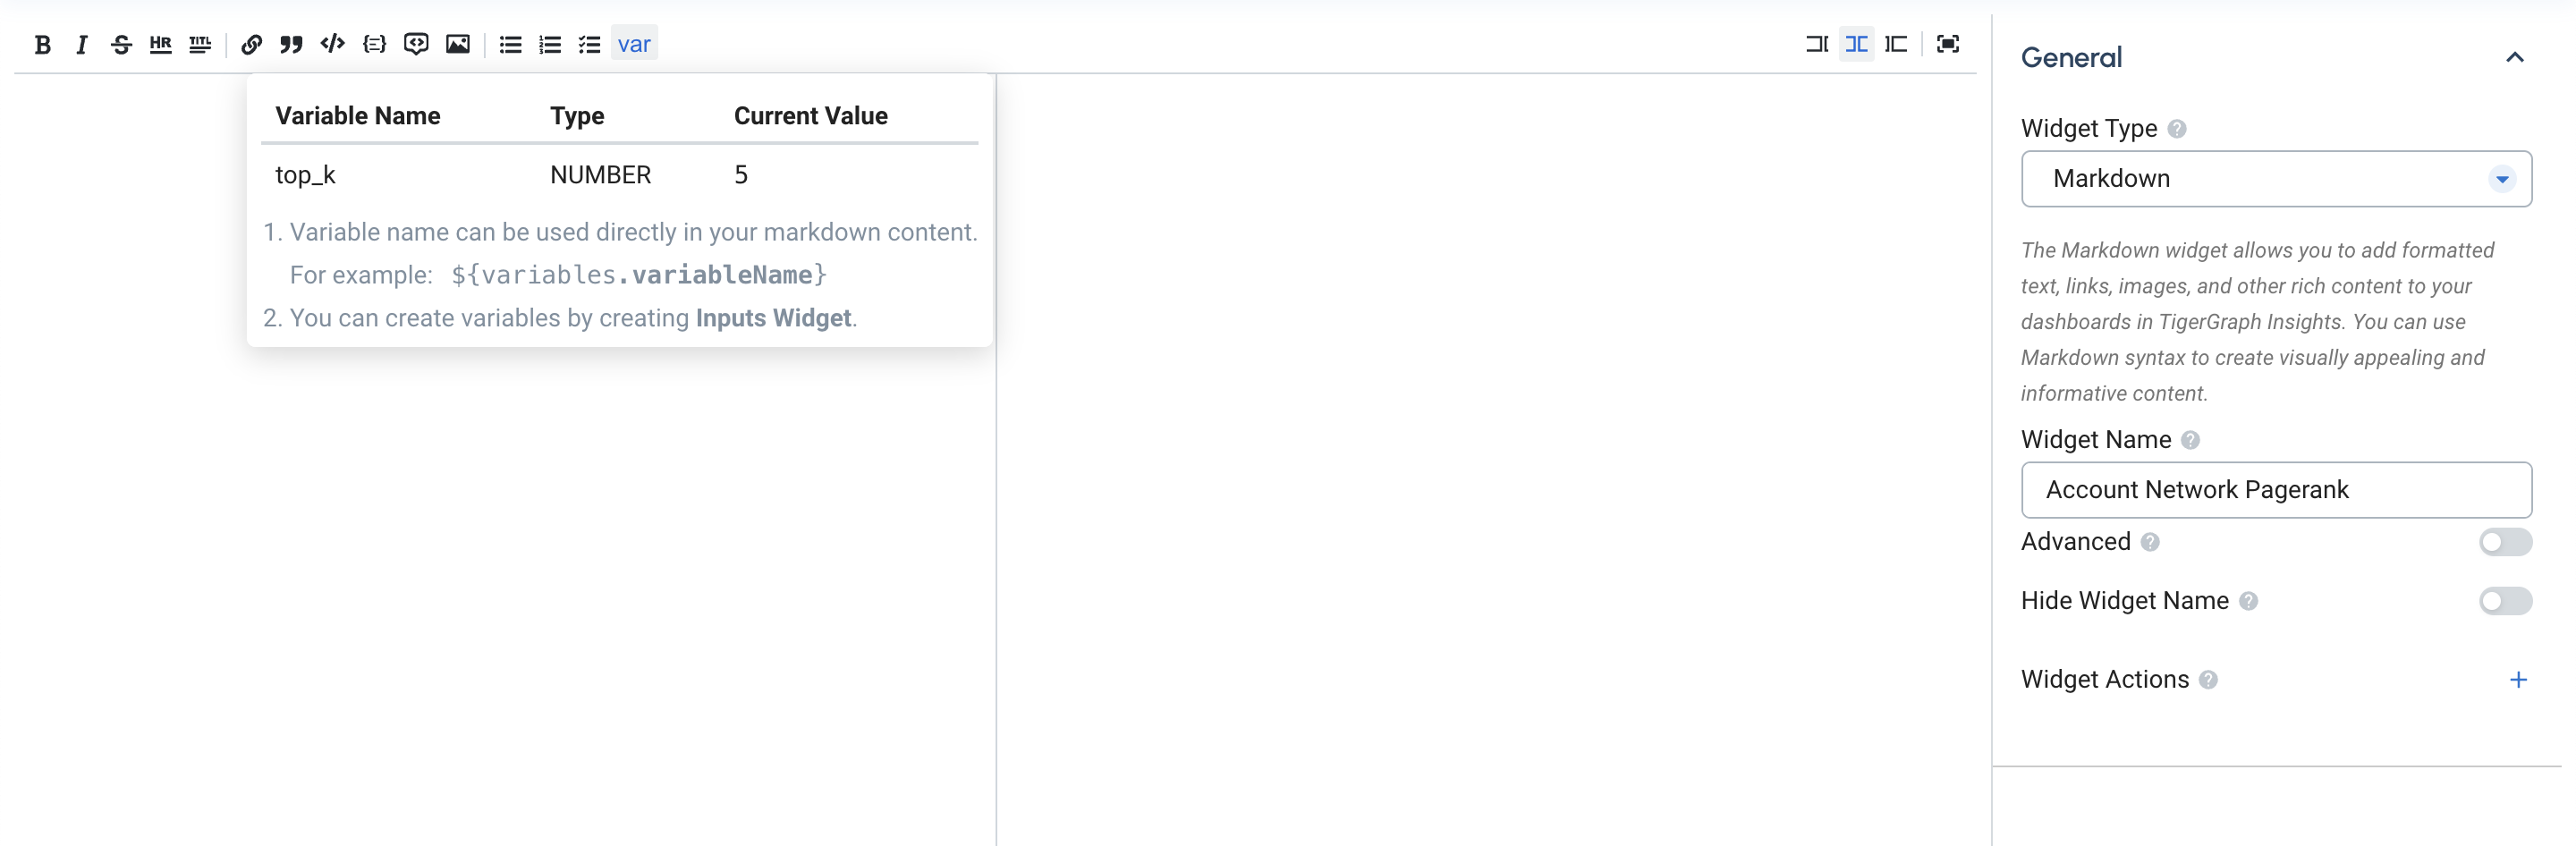 B I S HR TITL var
Variable Name Type Current Value
top_k NUMBER 5
1. Variable name can be used directly in your markdown content.
For example: ${variables.variableName}
2. You can create variables by creating Inputs Widget.
General
Widget Type ?
Markdown
The Markdown widget allows you to add formatted
text, links, images, and other rich content to your
dashboards in TigerGraph Insights. You can use
Markdown syntax to create visually appealing and
informative content.
Widget Name ?
Account Network Pagerank
Advanced ?
Hide Widget Name ?
Widget Actions ? +